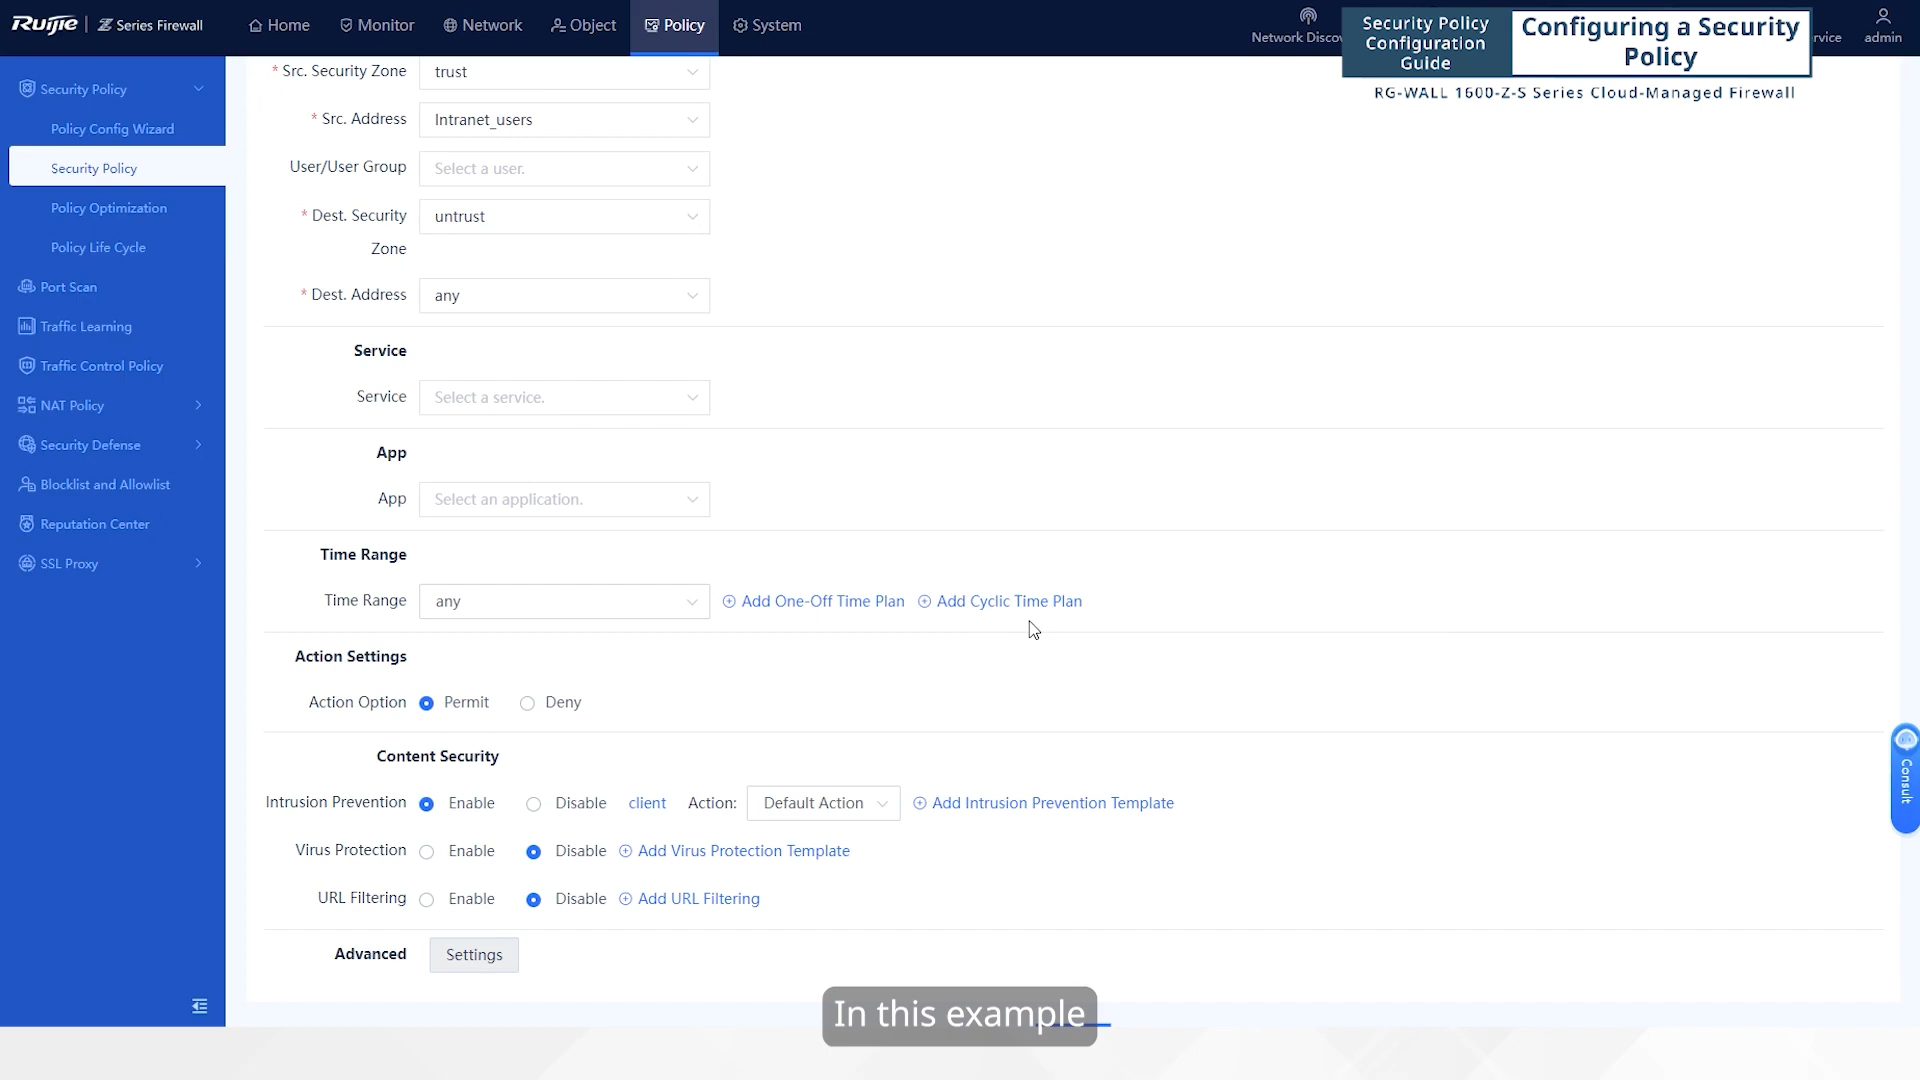 Ruijie | Z Series Firewall
Home
Monitor
Network
Object
Policy
System
Network Disco
rvice
admin
Security Policy
Configuration
Guide
Configuring a Security
Policy
RG-WALL 1600-Z-S Series Cloud-Managed Firewall
Security Policy
Policy Config Wizard
Security Policy
Policy Optimization
Policy Life Cycle
Port Scan
Traffic Learning
Traffic Control Policy
NAT Policy
Security Defense
Blocklist and Allowlist
Reputation Center
SSL Proxy
* Src. Security Zone trust
* Src. Address Intranet_users
User/User Group Select a user.
* Dest. Security untrust
Zone
* Dest. Address any
Service
Service Select a service.
App
App Select an application.
Time Range
Time Range any Add One-Off Time Plan Add Cyclic Time Plan
Action Settings
Action Option Permit Deny
Content Security
Intrusion Prevention Enable Disable client Action: Default Action Add Intrusion Prevention Template
Virus Protection Enable Disable Add Virus Protection Template
URL Filtering Enable Disable Add URL Filtering
Advanced Settings
Consult
In this example